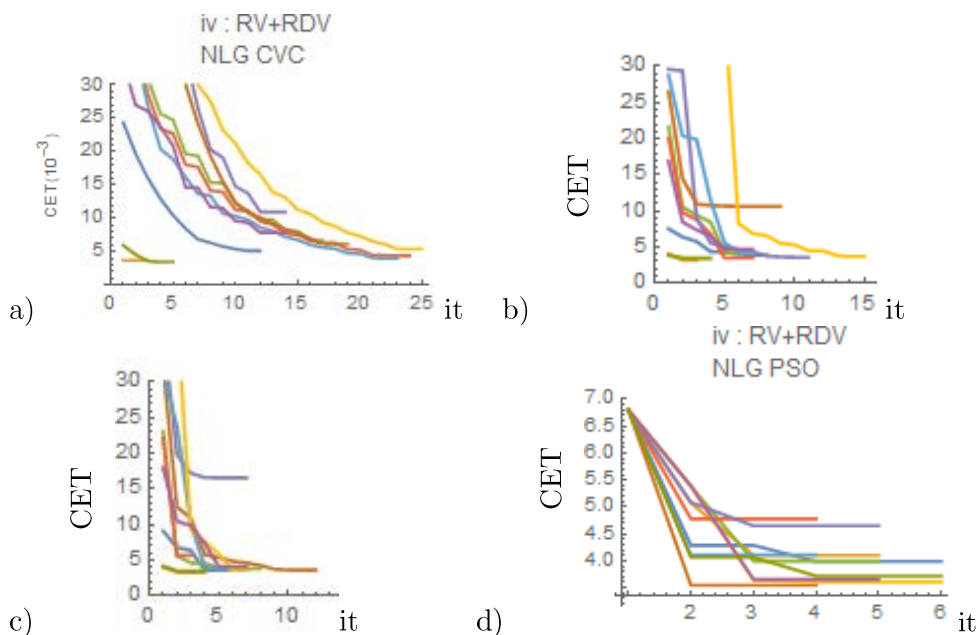 iv : RV+RDV
NLG CVC
30
25
20
15
10
5
CET(10⁻³)
0 5 10 15 20 25 it
a)
30
25
20
15
10
5
0
CET
0 5 10 15 it
b)
30
25
20
15
10
5
0
CET
0 5 10 it
c)
iv : RV+RDV
NLG PSO
7.0
6.5
6.0
5.5
5.0
4.5
4.0
CET
2 3 4 5 6 it
d)